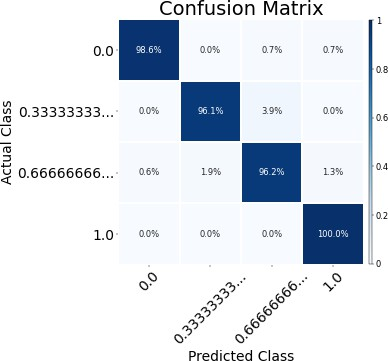 Confusion Matrix
Actual Class
0.0 98.6% 0.0% 0.7% 0.7%
0.33333333... 0.0% 96.1% 3.9% 0.0%
0.66666666... 0.6% 1.9% 96.2% 1.3%
1.0 0.0% 0.0% 0.0% 100.0%
0.0 0.33333333... 0.66666666... 1.0
Predicted Class
1
0.8
0.6
0.4
0.2
0